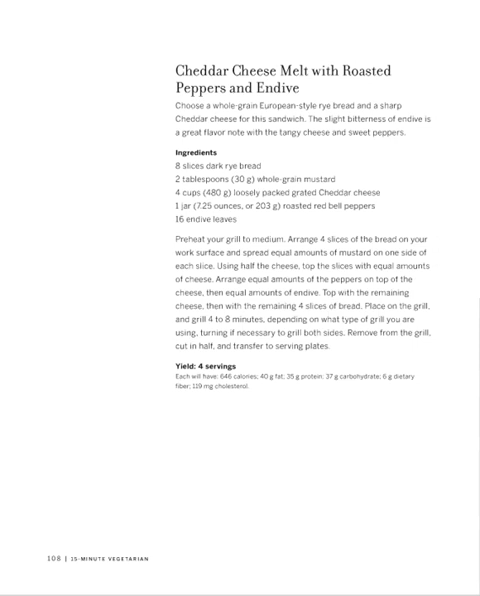 Cheddar Cheese Melt with Roasted
Peppers and Endive
Choose a whole-grain European-style rye bread and a sharp
Cheddar cheese for this sandwich. The slight bitterness of endive is
a great flavor note with the tangy cheese and sweet peppers.
Ingredients
8 slices dark rye bread
2 tablespoons (30 g) whole-grain mustard
4 cups (480 g) loosely packed grated Cheddar cheese
1 jar (7.25 ounces, or 203 g) roasted red bell peppers
16 endive leaves
Preheat your grill to medium. Arrange 4 slices of the bread on your
work surface and spread equal amounts of mustard on one side of
each slice. Using half the cheese, top the slices with equal amounts
of cheese. Arrange equal amounts of the peppers on top of the
cheese, then equal amounts of endive. Top with the remaining
cheese, then with the remaining 4 slices of bread. Place on the grill,
and grill 4 to 8 minutes, depending on what type of grill you are
using, turning if necessary to grill both sides. Remove from the grill,
cut in half, and transfer to serving plates.
Yield: 4 servings
Each will have: 646 calories; 40 g fat; 35 g protein; 37 g carbohydrate; 6 g dietary
fiber; 119 mg cholesterol.
108 | 15-MINUTE VEGETARIAN